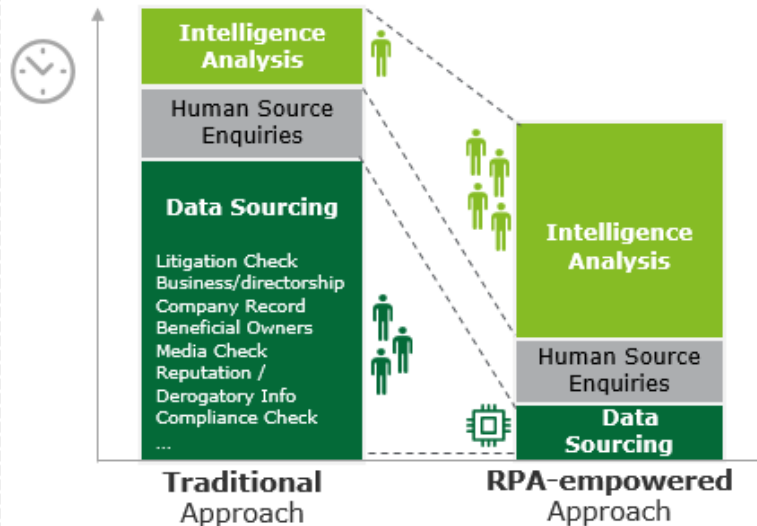 Intelligence
Analysis
Human Source
Enquiries
Data Sourcing
Litigation Check
Business/directorship
Company Record
Beneficial Owners
Media Check
Reputation /
Derogatory Info
Compliance Check
...
Traditional
Approach
Intelligence
Analysis
Human Source
Enquiries
Data
Sourcing
RPA-empowered
Approach